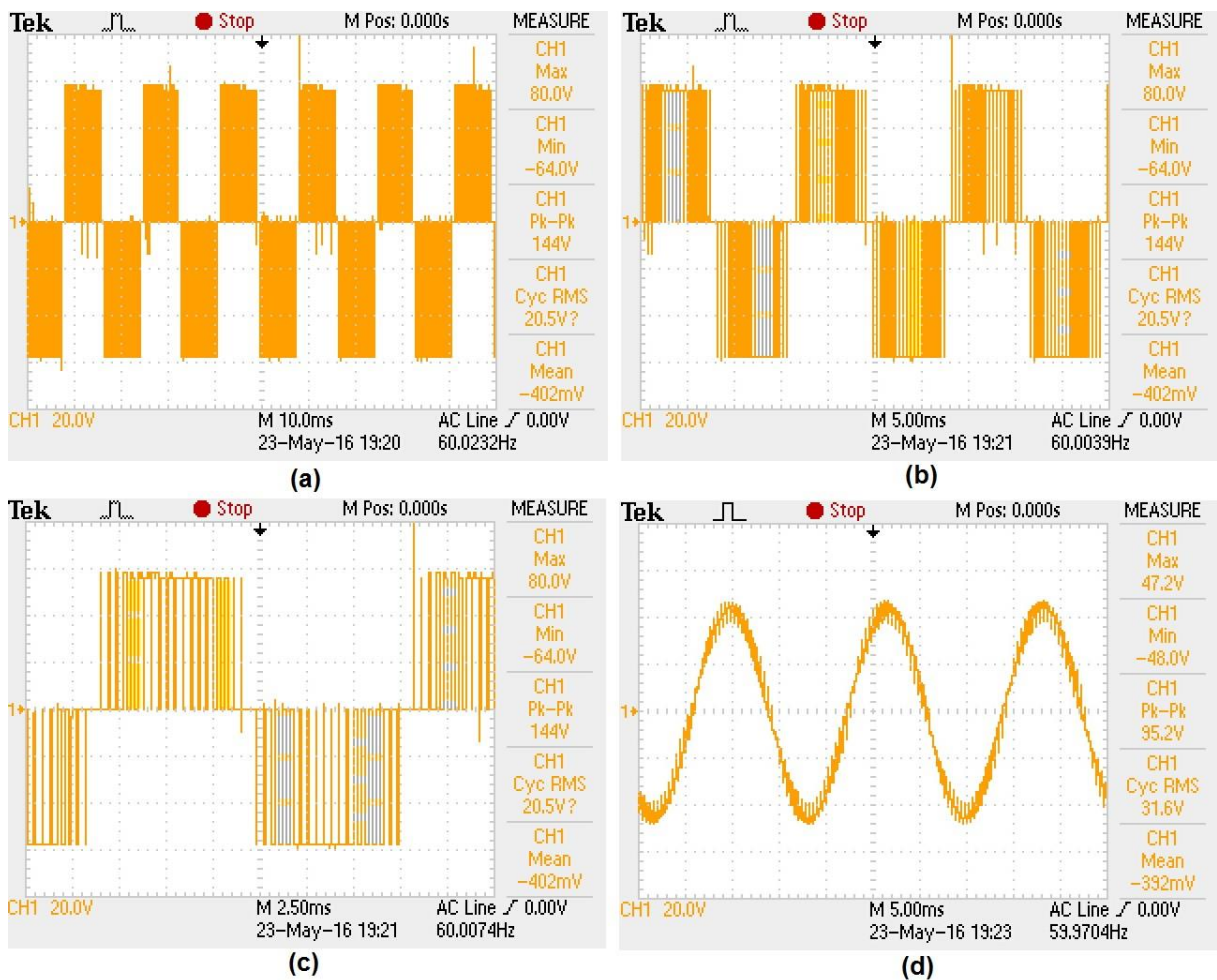 Tek Stop M Pos: 0.000s MEASURE
CH1
Max
80.0V
CH1
Min
−64.0V
CH1
Pk−Pk
144V
CH1
Cyc RMS
20.5V?
CH1
Mean
−402mV
1
CH1 20.0V M 10.0ms AC Line 0.00V
23−May−16 19:20 60.0232Hz
(a)
Tek Stop M Pos: 0.000s MEASURE
CH1
Max
80.0V
CH1
Min
−64.0V
CH1
Pk−Pk
144V
CH1
Cyc RMS
20.5V?
CH1
Mean
−402mV
1
CH1 20.0V M 5.00ms AC Line 0.00V
23−May−16 19:21 60.0039Hz
(b)
Tek Stop M Pos: 0.000s MEASURE
CH1
Max
80.0V
CH1
Min
−64.0V
CH1
Pk−Pk
144V
CH1
Cyc RMS
20.5V?
CH1
Mean
−402mV
1
CH1 20.0V M 2.50ms AC Line 0.00V
23−May−16 19:21 60.0074Hz
(c)
Tek Stop M Pos: 0.000s MEASURE
CH1
Max
47.2V
CH1
Min
−48.0V
CH1
Pk−Pk
95.2V
CH1
Cyc RMS
31.6V
CH1
Mean
−392mV
1
CH1 20.0V M 5.00ms AC Line 0.00V
23−May−16 19:23 59.9704Hz
(d)